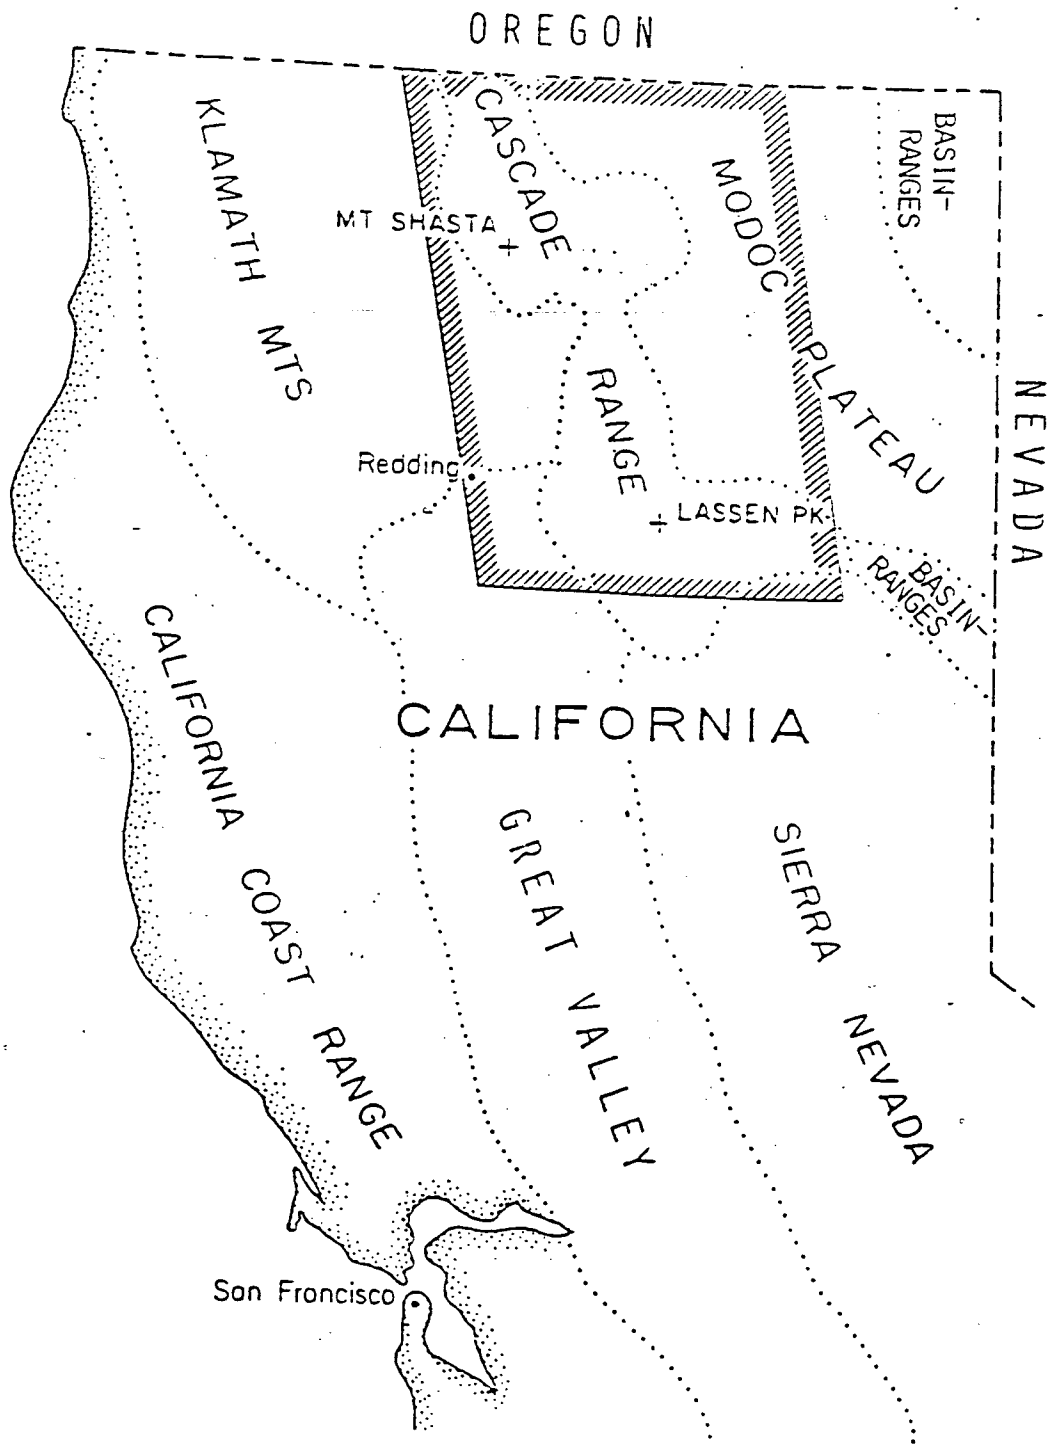 OREGON
KLAMATH MTS
CASCADE RANGE
MODOC PLATEAU
BASIN-
RANGES
MT SHASTA
NEVADA
Redding
LASSEN PK
BASIN-
RANGES
CALIFORNIA
CALIFORNIA COAST RANGE
GREAT VALLEY
SIERRA NEVADA
San Francisco